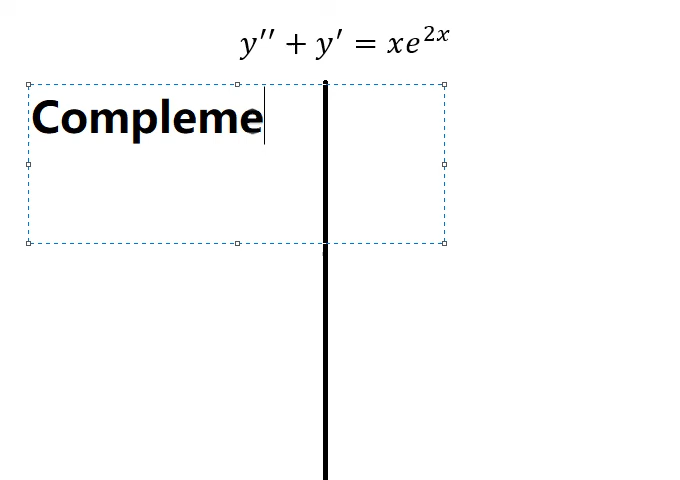 y′′ + y′ = xe^{2x}
Compleme